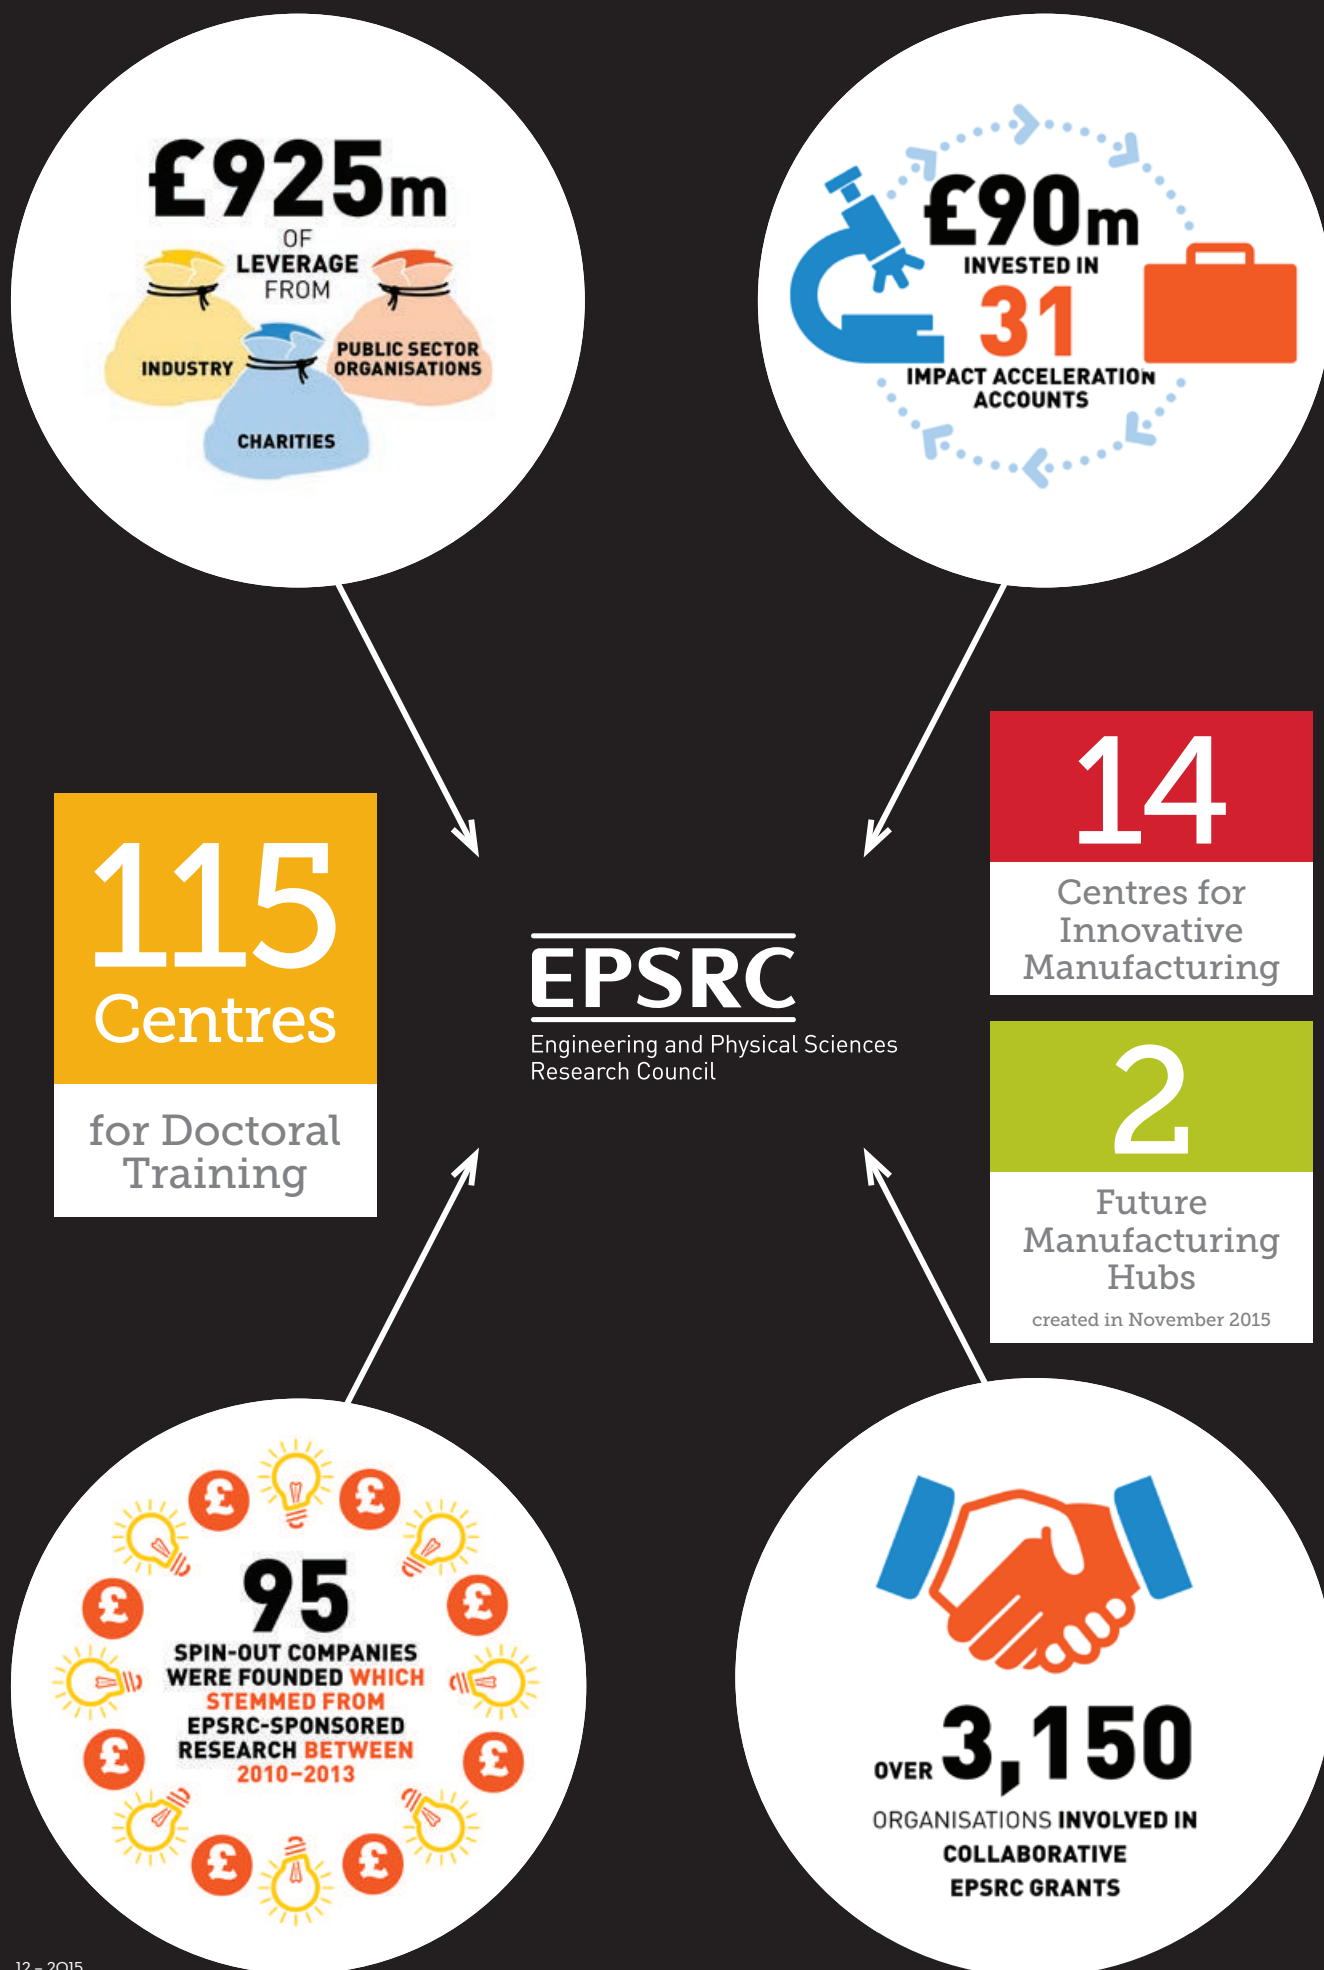 £925m
OF
LEVERAGE
FROM
INDUSTRY
PUBLIC SECTOR
ORGANISATIONS
CHARITIES
£90m
INVESTED IN
31
IMPACT ACCELERATION
ACCOUNTS
115
Centres
for Doctoral
Training
EPSRC
Engineering and Physical Sciences
Research Council
14
Centres for
Innovative
Manufacturing
2
Future
Manufacturing
Hubs
created in November 2015
£ £
95
£ £
SPIN-OUT COMPANIES
WERE FOUNDED WHICH
STEMMED FROM
EPSRC-SPONSORED
RESEARCH BETWEEN
2010–2013
£ £
£ £
OVER 3,150
ORGANISATIONS INVOLVED IN
COLLABORATIVE
EPSRC GRANTS
12 – 2015